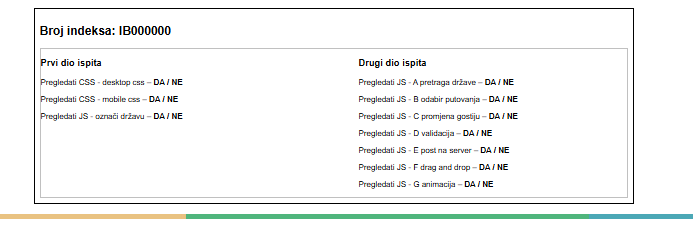 Broj indeksa: IB000000
Prvi dio ispita
Pregledati CSS - desktop css – DA / NE
Pregledati CSS - mobile css – DA / NE
Pregledati JS - označi državu – DA / NE
Drugi dio ispita
Pregledati JS - A pretraga države – DA / NE
Pregledati JS - B odabir putovanja – DA / NE
Pregledati JS - C promjena gostiju – DA / NE
Pregledati JS - D validacija – DA / NE
Pregledati JS - E post na server – DA / NE
Pregledati JS - F drag and drop – DA / NE
Pregledati JS - G animacija – DA / NE